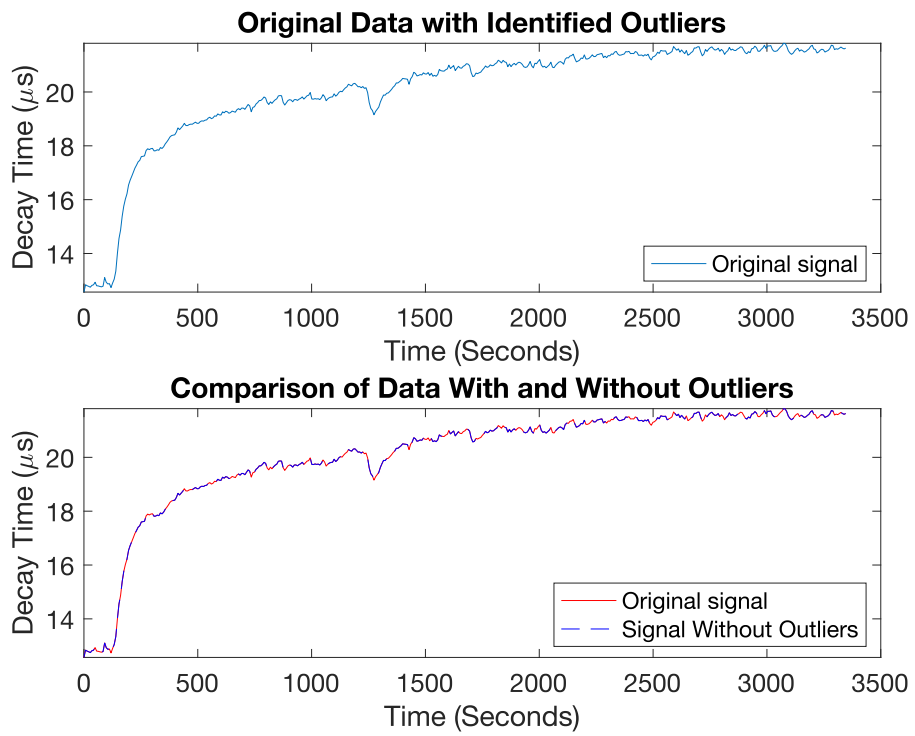 Original Data with Identified Outliers
Decay Time (μs)
20
18
16
14
Original signal
0 500 1000 1500 2000 2500 3000 3500
Time (Seconds)
Comparison of Data With and Without Outliers
Decay Time (μs)
20
18
16
14
Original signal
Signal Without Outliers
0 500 1000 1500 2000 2500 3000 3500
Time (Seconds)